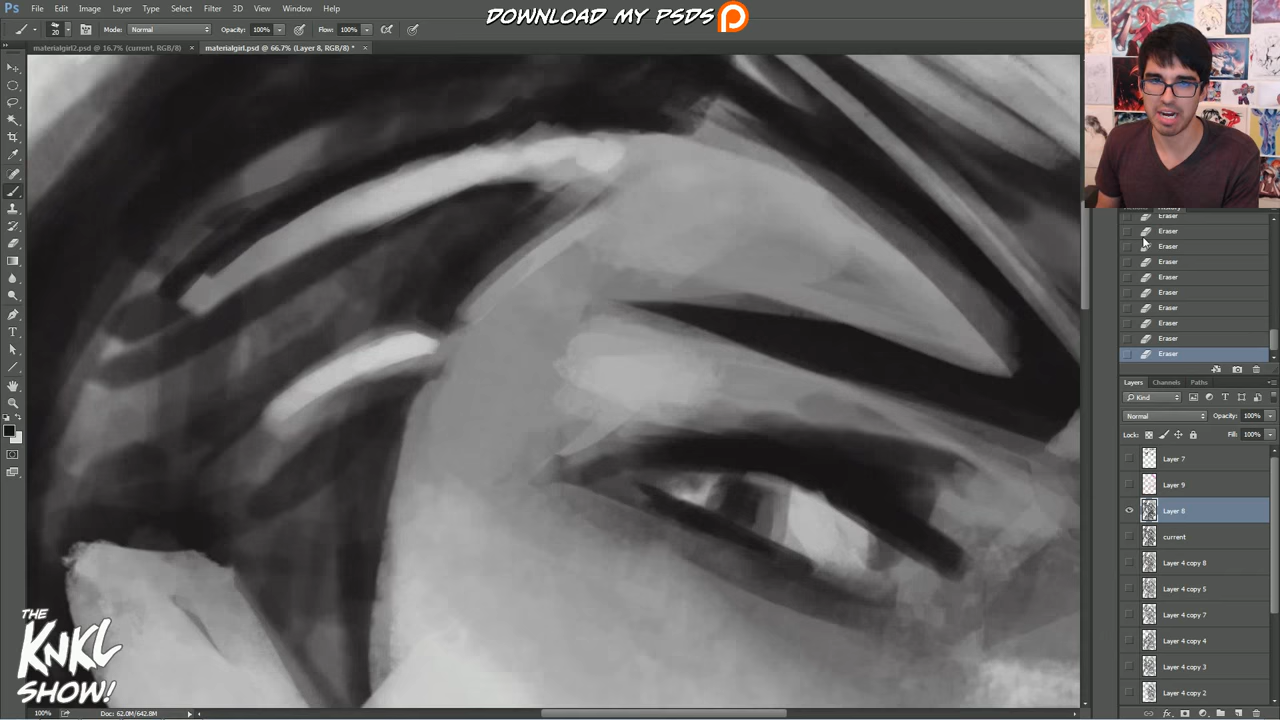 DOWNLOAD MY PSDS
Ps File Edit Image Layer Type Select Filter 3D View Window Help
20 Mode: Normal Opacity: 100% Flow: 100%
materialgirl2.psd @ 16.7% (current, RGB/8) × materialgirl.psd @ 66.7% (Layer 8, RGB/8) * ×
Eraser
Eraser
Eraser
Eraser
Eraser
Eraser
Eraser
Eraser
Eraser
Eraser
Layers Channels Paths
Kind
Normal Opacity: 100%
Lock: Fill: 100%
Layer 7
Layer 9
Layer 8
current
Layer 4 copy 8
Layer 4 copy 5
Layer 4 copy 7
Layer 4 copy 4
Layer 4 copy 3
Layer 4 copy 2
THE
KNKL
SHOW!
100% Doc: 62.0M/642.8M